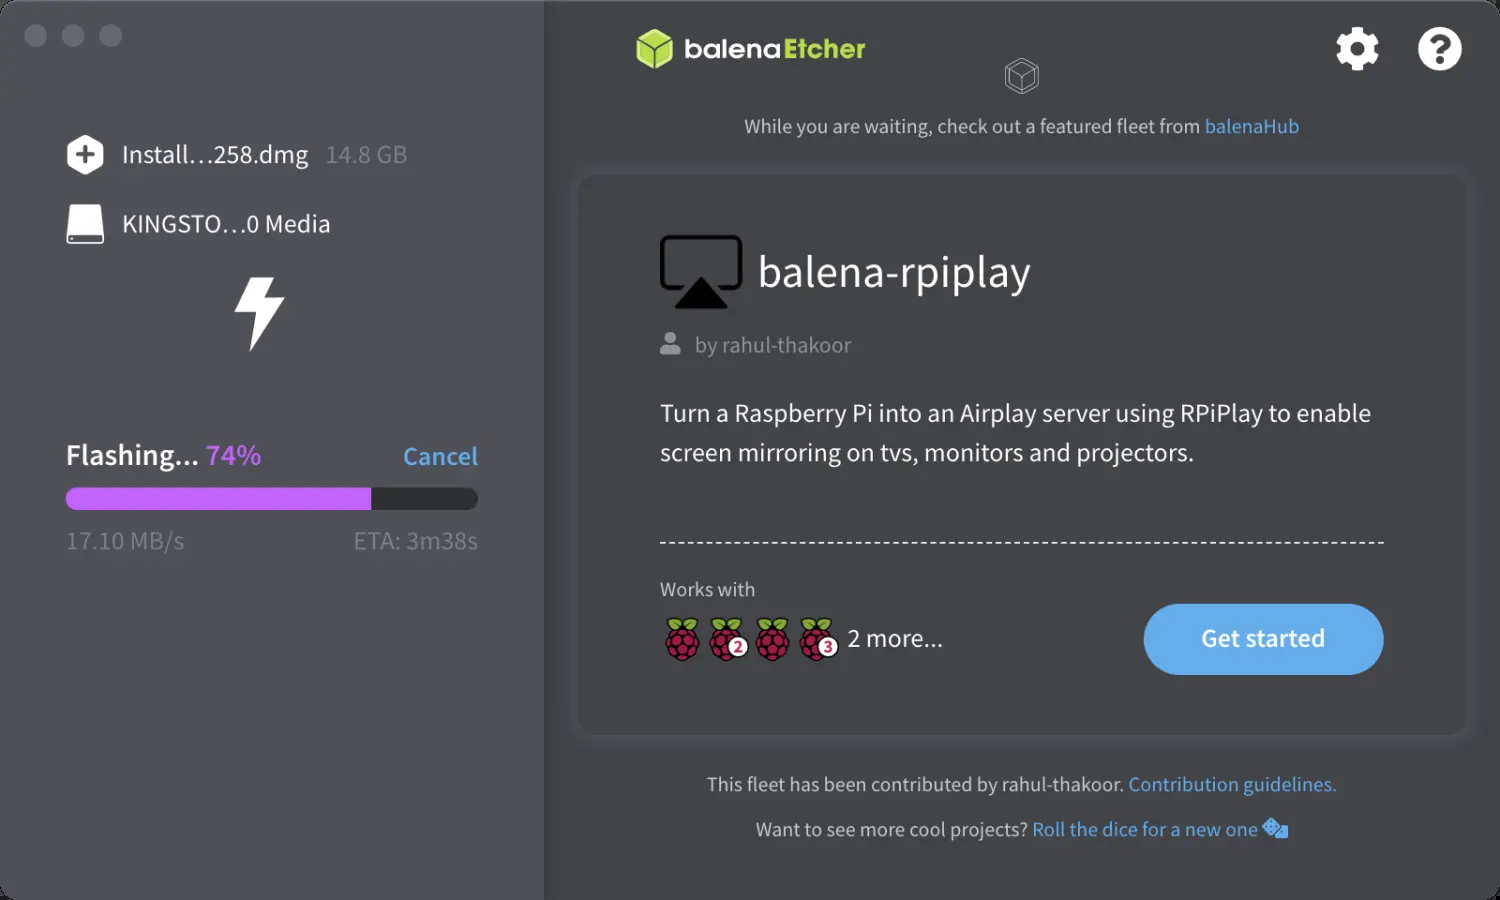 balenaEtcher
While you are waiting, check out a featured fleet from balenaHub
Install...258.dmg 14.8 GB
KINGSTO...0 Media
Flashing... 74% Cancel
17.10 MB/s ETA: 3m38s
balena-rpiplay
by rahul-thakoor
Turn a Raspberry Pi into an Airplay server using RPiPlay to enable
screen mirroring on tvs, monitors and projectors.
Works with
2 3 2 more...
Get started
This fleet has been contributed by rahul-thakoor. Contribution guidelines.
Want to see more cool projects? Roll the dice for a new one